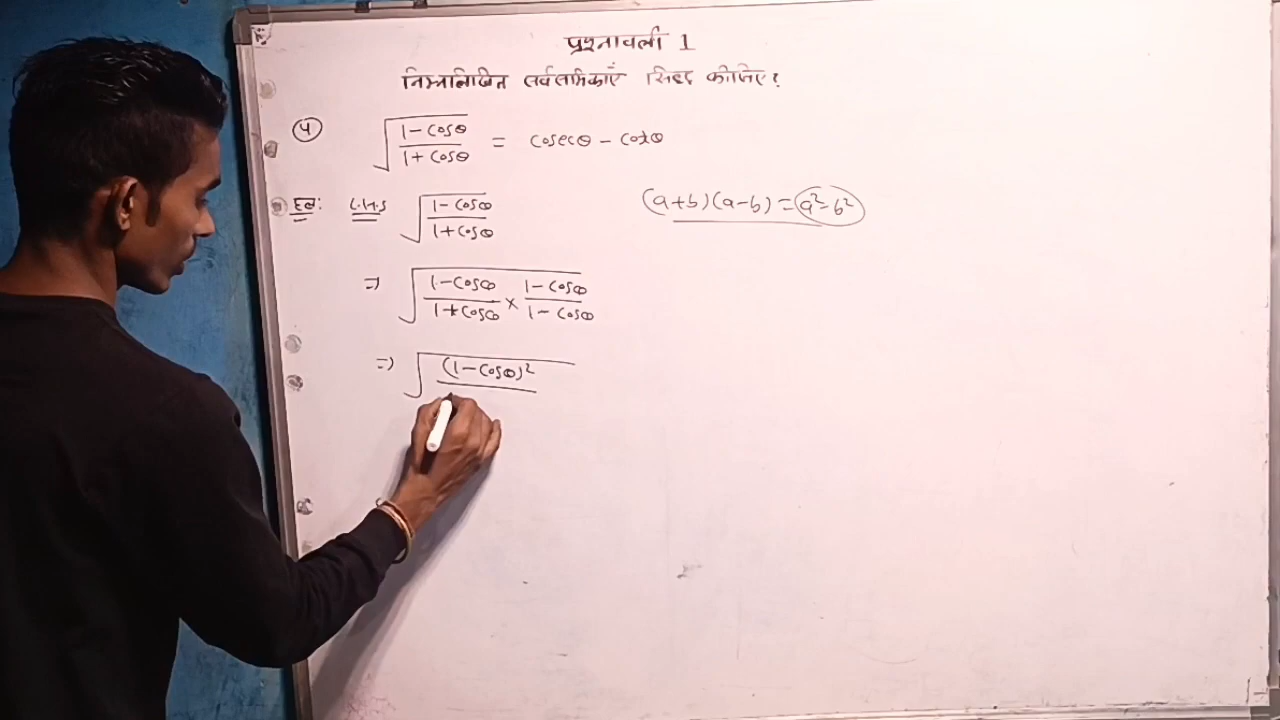 प्रश्नावली 1
निम्नलिखित सर्वसमिकाएँ सिद्ध कीजिए?
५ √((1-cosθ)/(1+cosθ)) = cosecθ - cotθ
हल: L.H.S √((1-cosθ)/(1+cosθ)) (a+b)(a-b) = a²-b²
⇒ √((1-cosθ)/(1+cosθ) × (1-cosθ)/(1-cosθ))
⇒ √((1-cosθ)²